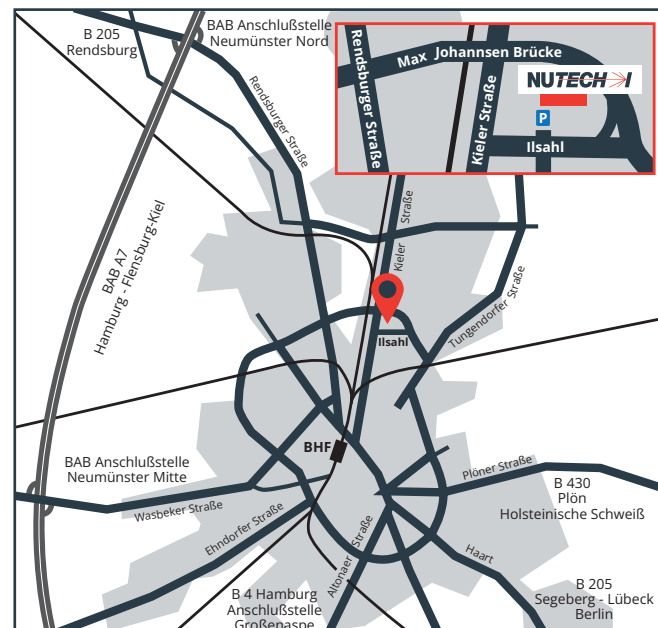 B 205
Rendsburg
BAB Anschlußstelle
Neumünster Nord
Rendsburger Straße
Rendsburger Straße
Max Johannsen Brücke
Kieler Straße
NUTECH
P
Ilsahl
BAB A7
Hamburg - Flensburg-Kiel
Kieler Straße
Tungendorfer Straße
Ilsahl
BHF
BAB Anschlußstelle
Neumünster Mitte
Wasbeker Straße
Ehndorfer Straße
Altonaer Straße
Plöner Straße
B 430
Plön
Holsteinische Schweiß
Haart
B 4 Hamburg
Anschlußstelle
Großenaspe
B 205
Segeberg - Lübeck
Berlin